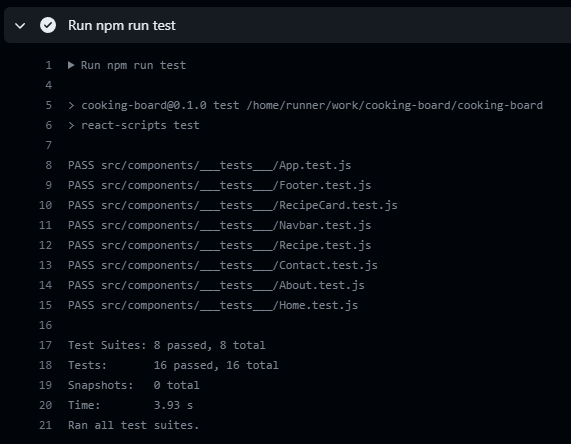 Run npm run test
1 Run npm run test
4
5 > cooking-board@0.1.0 test /home/runner/work/cooking-board/cooking-board
6 > react-scripts test
7
8 PASS src/components/___tests___/App.test.js
9 PASS src/components/___tests___/Footer.test.js
10 PASS src/components/___tests___/RecipeCard.test.js
11 PASS src/components/___tests___/Navbar.test.js
12 PASS src/components/___tests___/Recipe.test.js
13 PASS src/components/___tests___/Contact.test.js
14 PASS src/components/___tests___/About.test.js
15 PASS src/components/___tests___/Home.test.js
16
17 Test Suites: 8 passed, 8 total
18 Tests:       16 passed, 16 total
19 Snapshots:   0 total
20 Time:        3.93 s
21 Ran all test suites.